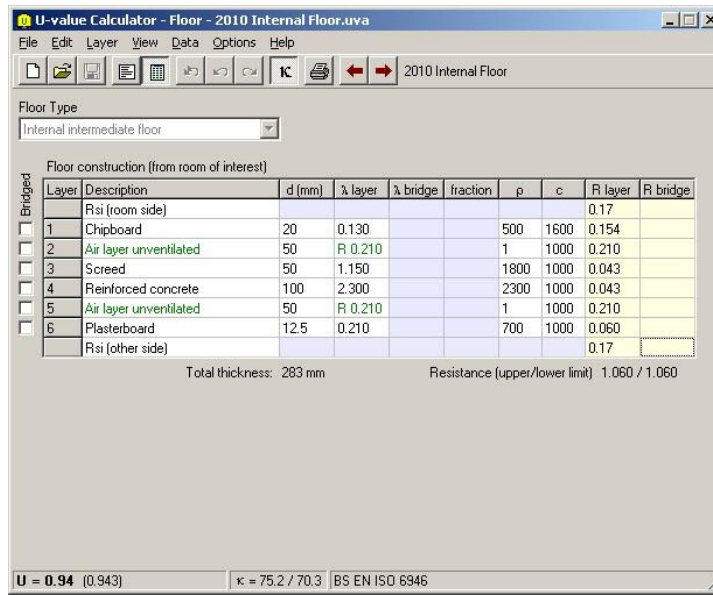 U-value Calculator - Floor - 2010 Internal Floor.uva
File Edit Layer View Data Options Help
κ 2010 Internal Floor
Floor Type
Internal intermediate floor
Floor construction (from room of interest)
Bridged
Layer Description d (mm) λ layer λ bridge fraction ρ c R layer R bridge
Rsi (room side) 0.17
1 Chipboard 20 0.130 500 1600 0.154
2 Air layer unventilated 50 R 0.210 1 1000 0.210
3 Screed 50 1.150 1800 1000 0.043
4 Reinforced concrete 100 2.300 2300 1000 0.043
5 Air layer unventilated 50 R 0.210 1 1000 0.210
6 Plasterboard 12.5 0.210 700 1000 0.060
Rsi (other side) 0.17
Total thickness: 283 mm Resistance (upper/lower limit) 1.060 / 1.060
U = 0.94 (0.943) κ = 75.2 / 70.3 BS EN ISO 6946